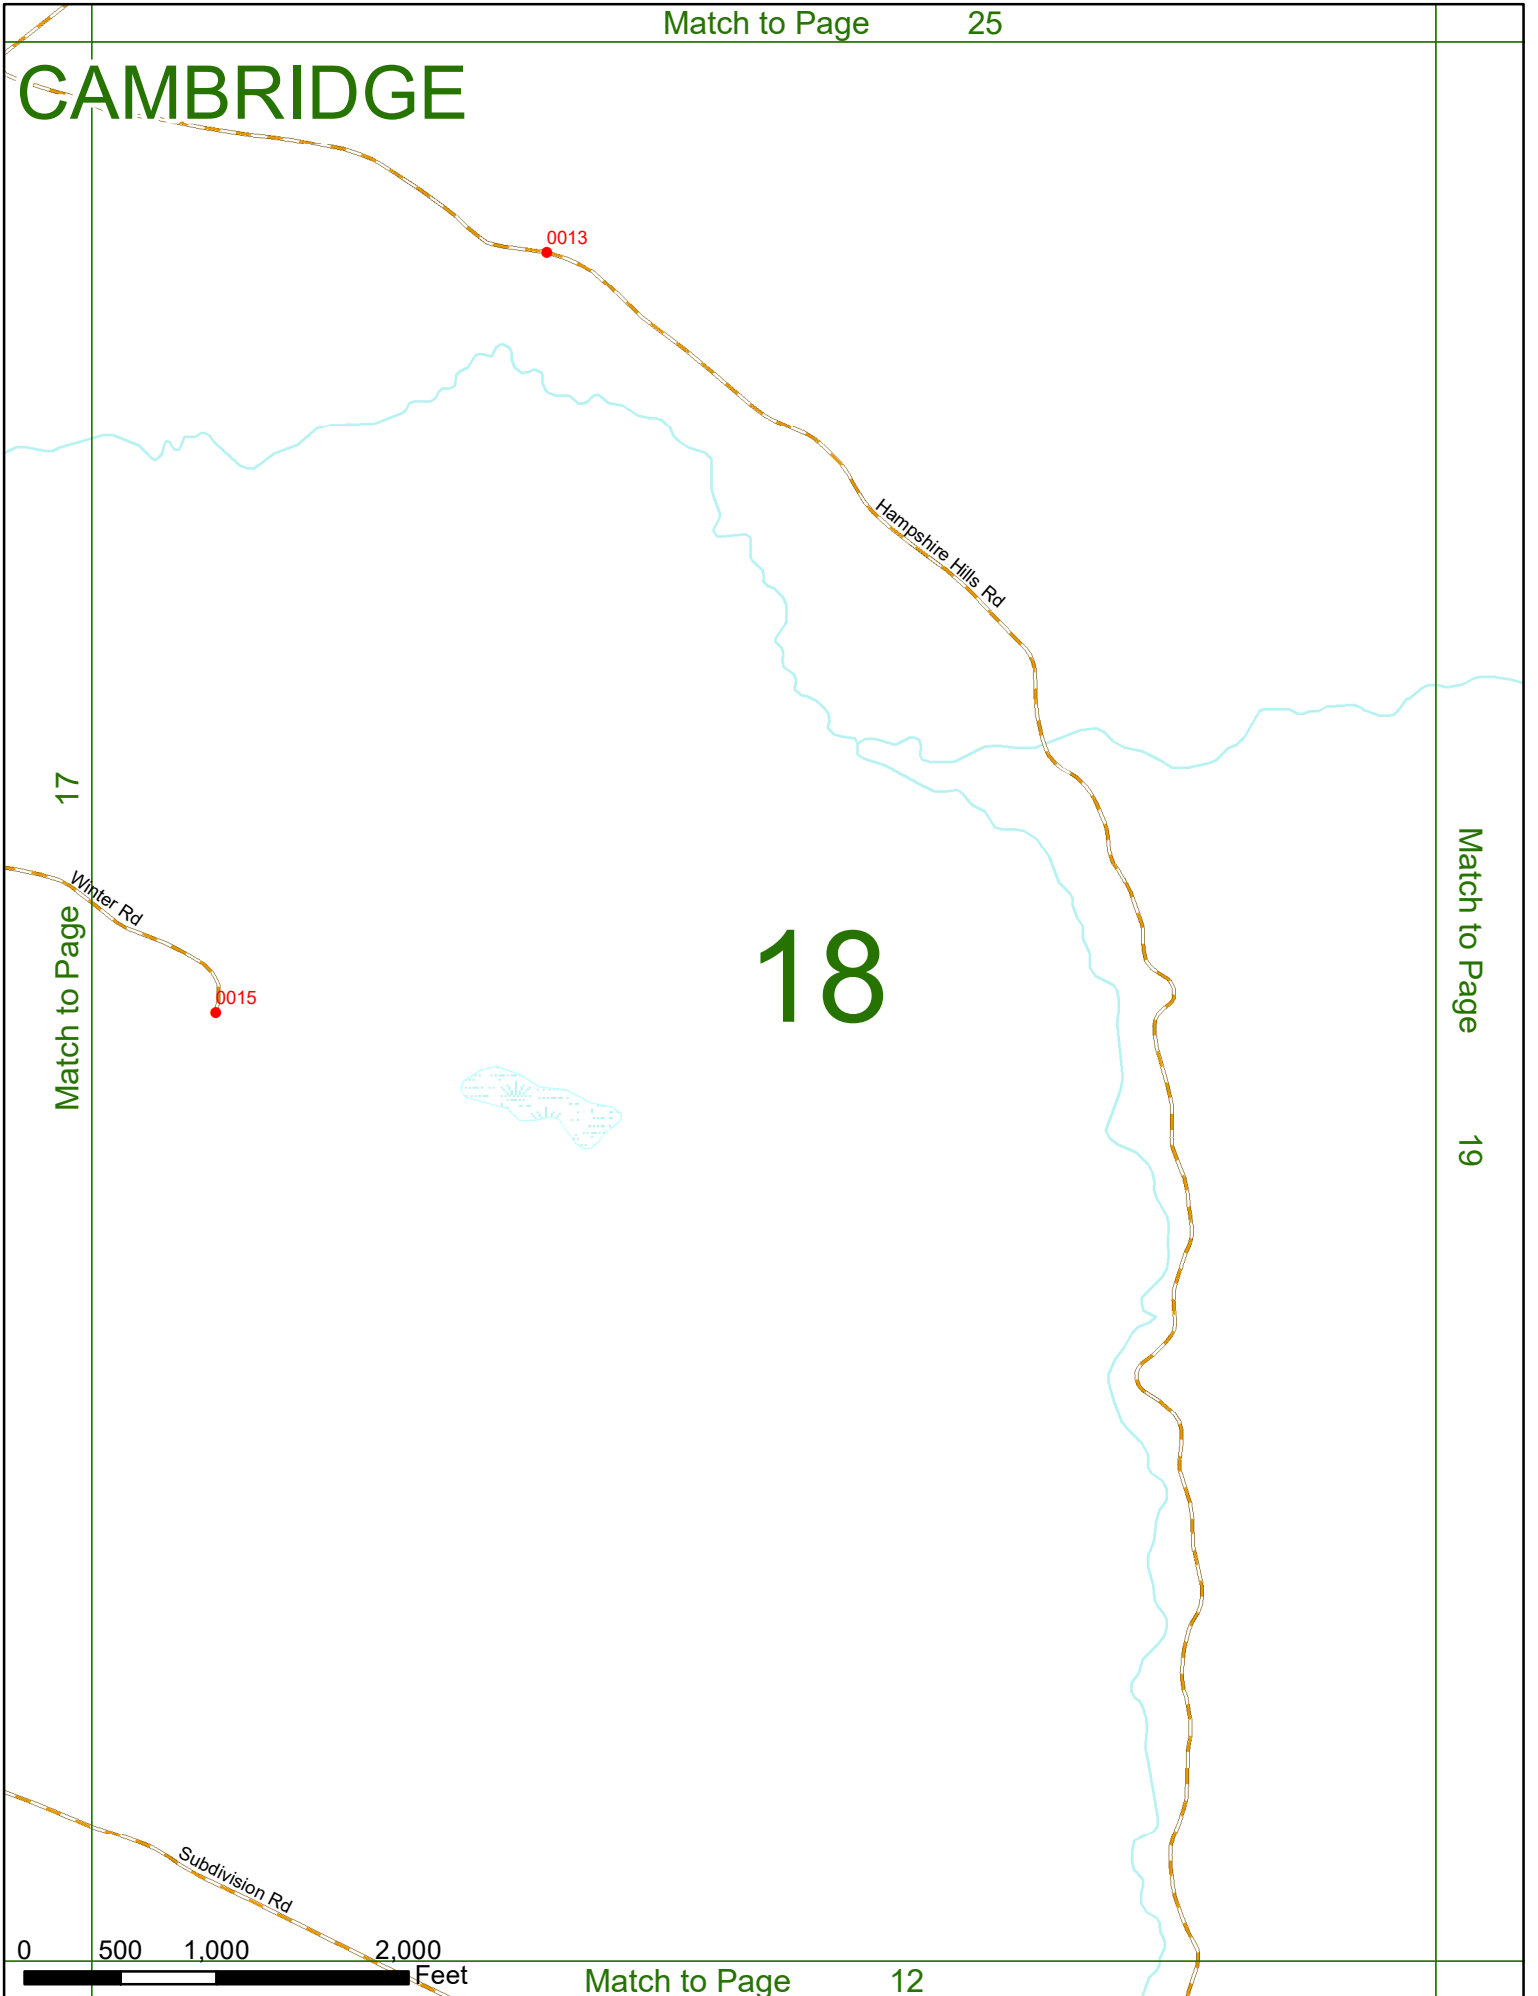 Match to Page 25
CAMBRIDGE
0013
Hampshire Hills Rd
Match to Page 17
Match to Page 19
Winter Rd
18
0015
Subdivision Rd
0 500 1,000 2,000
Feet
Match to Page 12